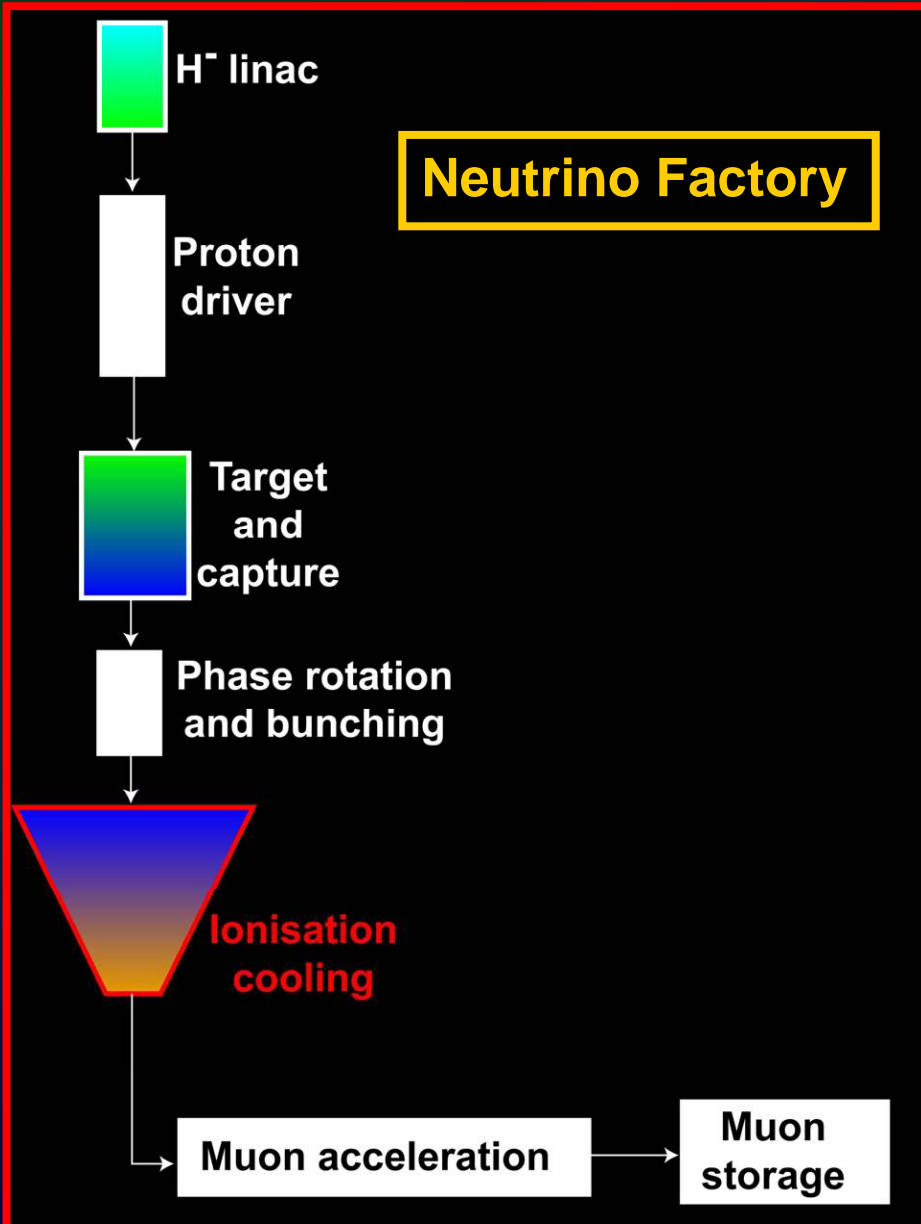 H⁻ linac
Neutrino Factory
Proton
driver
Target
and
capture
Phase rotation
and bunching
Ionisation
cooling
Muon acceleration
Muon
storage